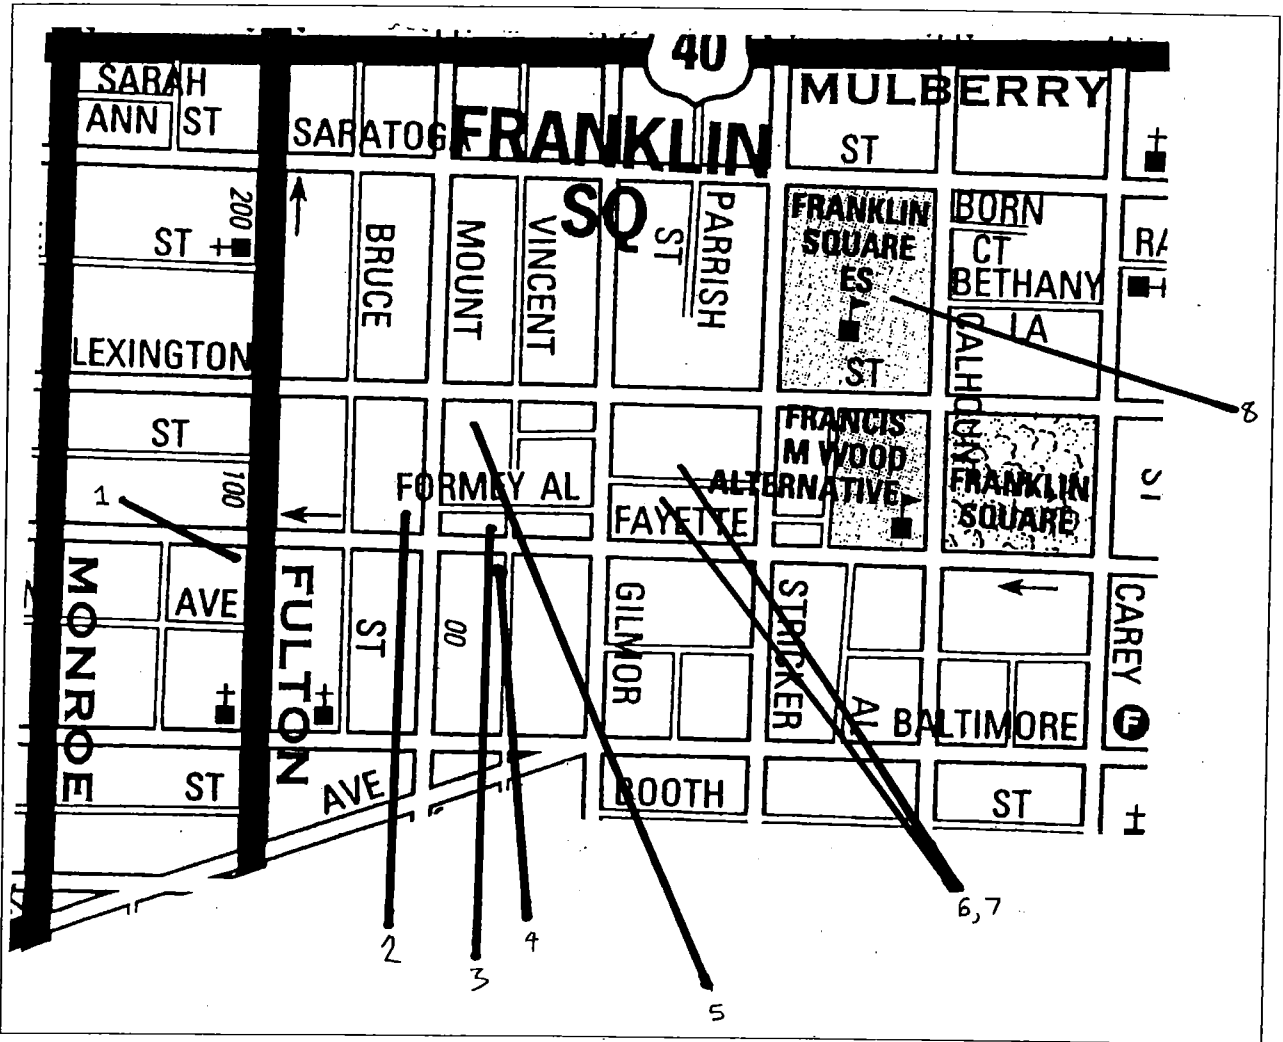 40
SARAH
ANN ST
SARATOGA
FRANKLIN
SQ
MULBERRY
ST
200
ST
BRUCE
MOUNT
VINCENT
ST
PARRISH
FRANKLIN
SQUARE
ES
ST
BORN
CT
BETHANY
LA
CALHOUN
RA
LEXINGTON
ST
8
FRANCIS
M WOOD
ALTERNATIVE
FRANKLIN
SQUARE
ST
1
100
FORMEY AL
FAYETTE
MONROE
AVE
FULTON
ST
00
GILMOR
STRICKER
AL
BALTIMORE
CAREY
F
ST
AVE
BOOTH
ST
2
3
4
5
6,7